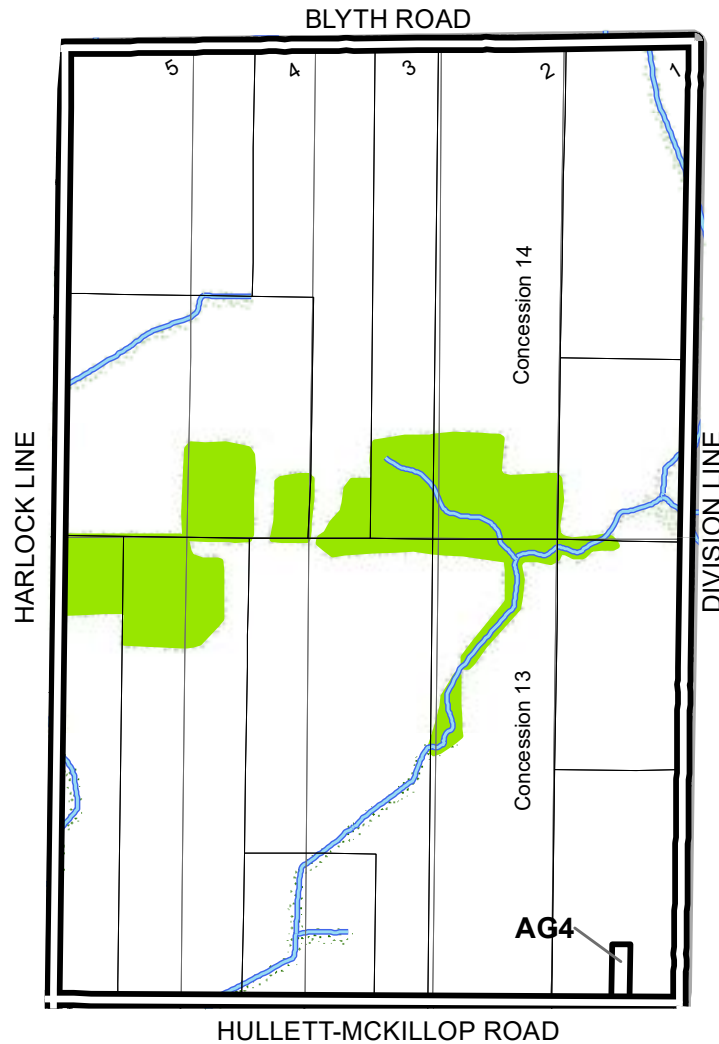 BLYTH ROAD
5 4 3 2 1
Concession 14
HARLOCK LINE
DIVISION LINE
Concession 13
AG4
HULLETT-MCKILLOP ROAD